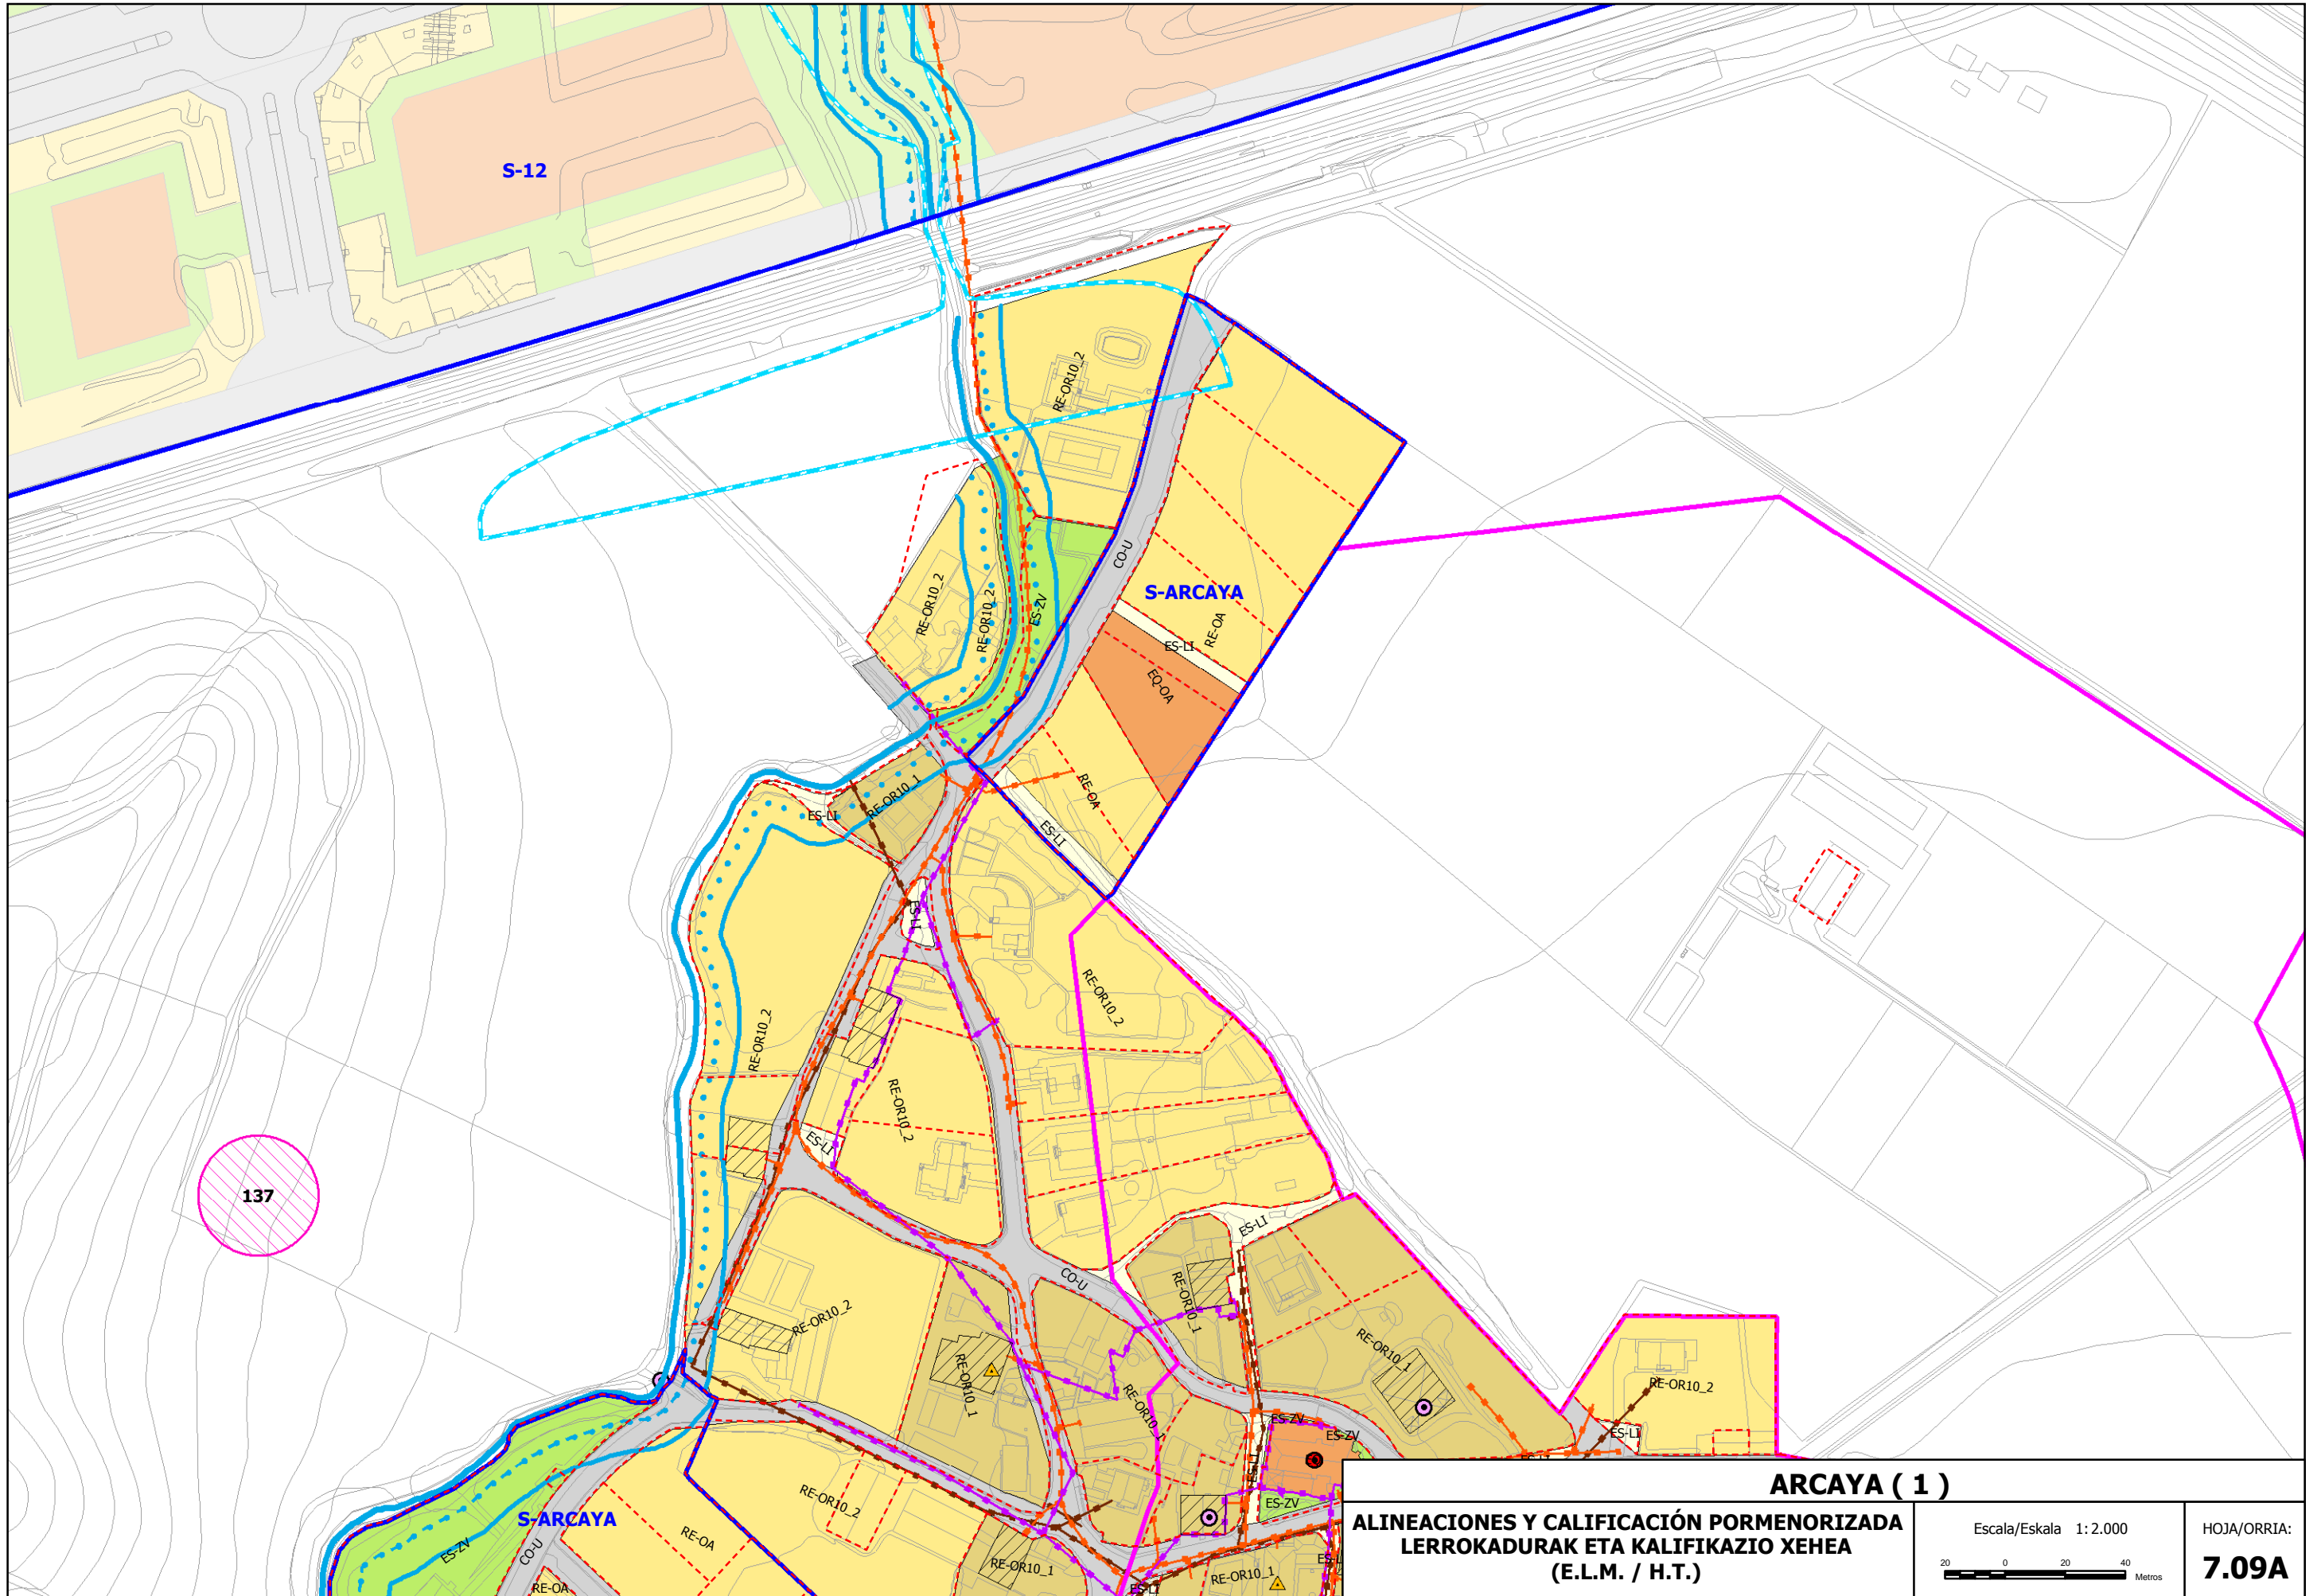 S-12
RE-OR10_2
CO-U
S-ARCAYA
RE-OR10_2
RE-OR10_2
ES-ZV
RE-OA
ES-LI
EQ-OA
RE-OA
RE-OR10_1
ES-LI
ES-LI
ES-LI
RE-OR10_2
RE-OR10_2
RE-OR10_2
ES-LI
137
ES-LI
CO-U
RE-OR10_1
RE-OR10_2
RE-OR10_1
RE-OR10_1
RE-OR10_2
RE-OR10_1
ES-ZV
ES-ZV
ES-LI
ES-LI
ES-ZV
RE-OR10_2
S-ARCAYA
RE-OA
ES-ZV
CO-U
RE-OA
RE-OR10_1
RE-OR10_1
ES-LI
ARCAYA ( 1 )
ALINEACIONES Y CALIFICACIÓN PORMENORIZADA
LERROKADURAK ETA KALIFIKAZIO XEHEA
(E.L.M. / H.T.)
Escala/Eskala 1:2.000
20 0 20 40
Metros
HOJA/ORRIA:
7.09A